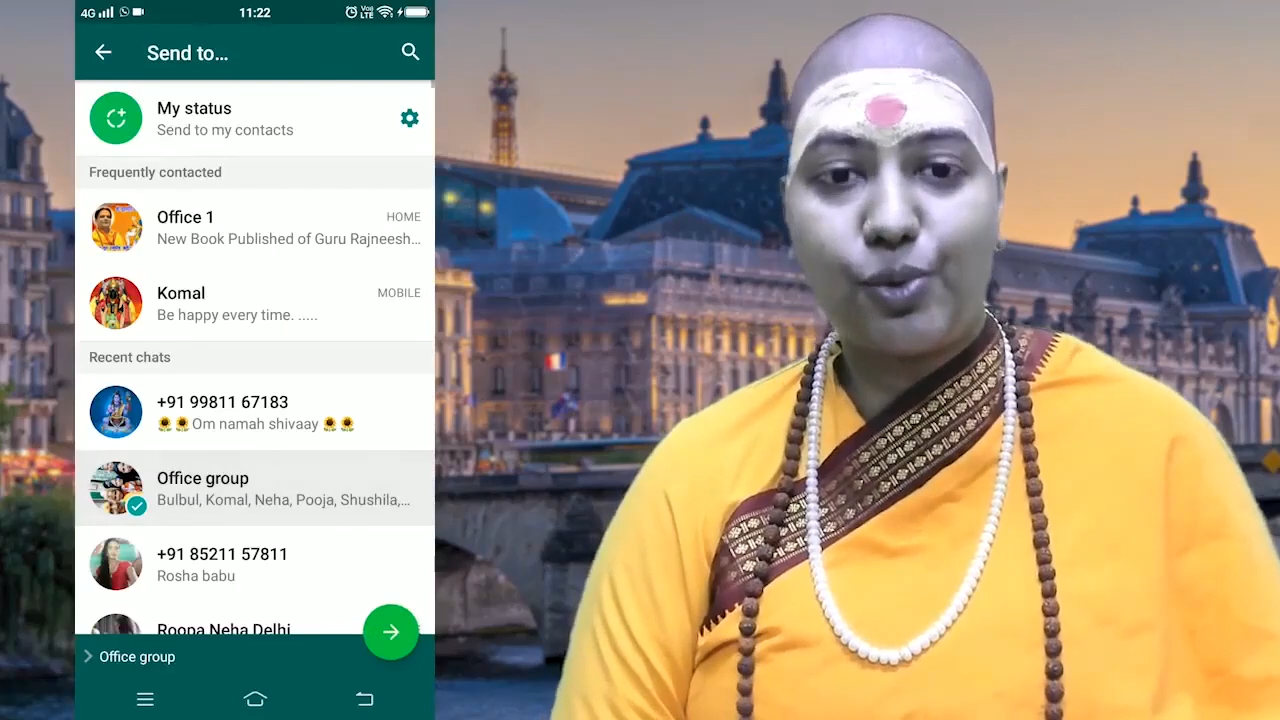 4G 11:22 Vo) LTE
Send to...
My status
Send to my contacts
Frequently contacted
Office 1 HOME
New Book Published of Guru Rajneesh...
Komal MOBILE
Be happy every time. .....
Recent chats
+91 99811 67183
🌻🌻Om namah shivaay 🌻🌻
Office group
Bulbul, Komal, Neha, Pooja, Shushila,...
+91 85211 57811
Rosha babu
Roopa Neha Delhi
Office group